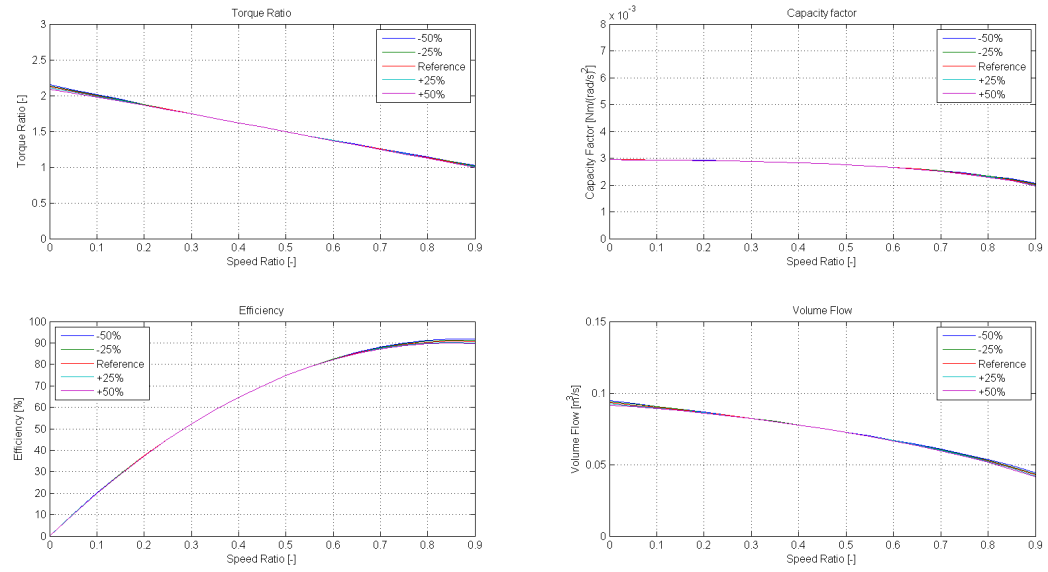 Torque Ratio
3
2.5
2
1.5
1
0.5
0
Torque Ratio [-]
0 0.1 0.2 0.3 0.4 0.5 0.6 0.7 0.8 0.9
Speed Ratio [-]
-50%
-25%
Reference
+25%
+50%
Capacity factor
x 10-3
8
7
6
5
4
3
2
1
0
Capacity Factor [Nm/(rad/s)2]
0 0.1 0.2 0.3 0.4 0.5 0.6 0.7 0.8 0.9
Speed Ratio [-]
-50%
-25%
Reference
+25%
+50%
Efficiency
100
90
80
70
60
50
40
30
20
10
0
Efficiency [%]
0 0.1 0.2 0.3 0.4 0.5 0.6 0.7 0.8 0.9
Speed Ratio [-]
-50%
-25%
Reference
+25%
+50%
Volume Flow
0.15
0.1
0.05
0
Volume Flow [m3/s]
0 0.1 0.2 0.3 0.4 0.5 0.6 0.7 0.8 0.9
Speed Ratio [-]
-50%
-25%
Reference
+25%
+50%